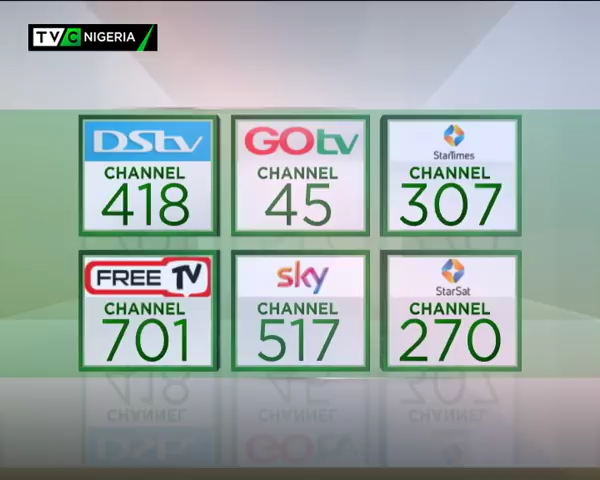 TVC NIGERIA
DStv
CHANNEL
418
GOtv
CHANNEL
45
StarTimes
CHANNEL
307
FREE TV
CHANNEL
701
sky
CHANNEL
517
StarSat
CHANNEL
270